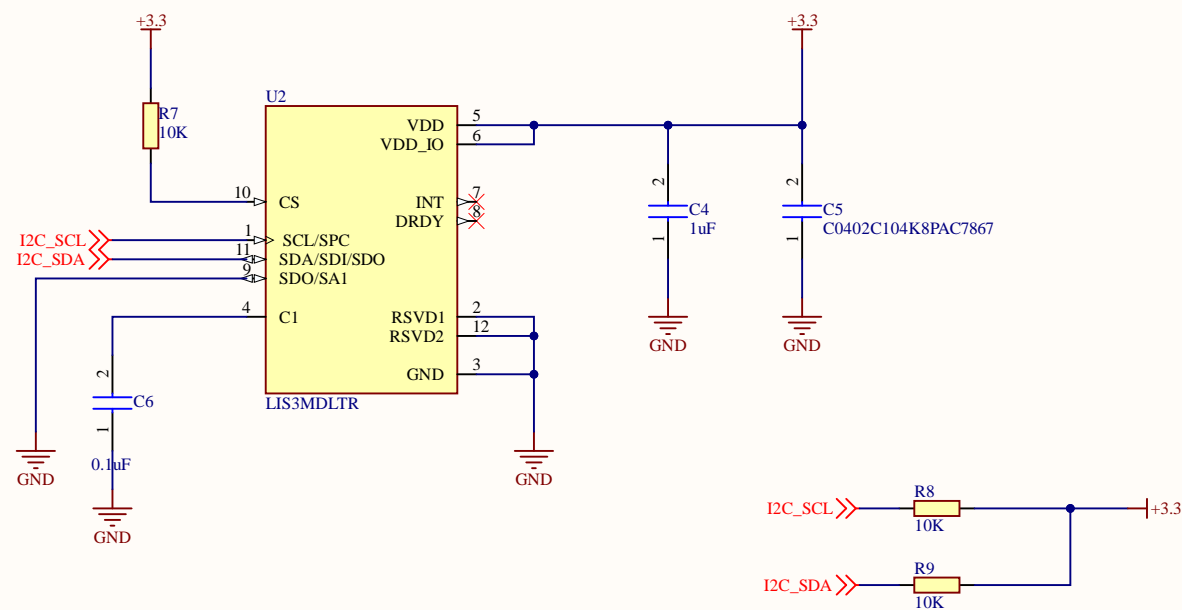 +3.3
+3.3
U2
R7
10K
VDD
5
VDD_IO
6
10
CS
INT
7
DRDY
8
I2C_SCL
1
SCL/SPC
I2C_SDA
11
SDA/SDI/SDO
9
SDO/SA1
2
C4
1uF
1
2
C5
C0402C104K8PAC7867
1
4
C1
RSVD1
2
RSVD2
12
GND
3
GND
GND
2
C6
1
0.1uF
LIS3MDLTR
GND
GND
GND
R8
I2C_SCL
+3.3
10K
R9
I2C_SDA
10K